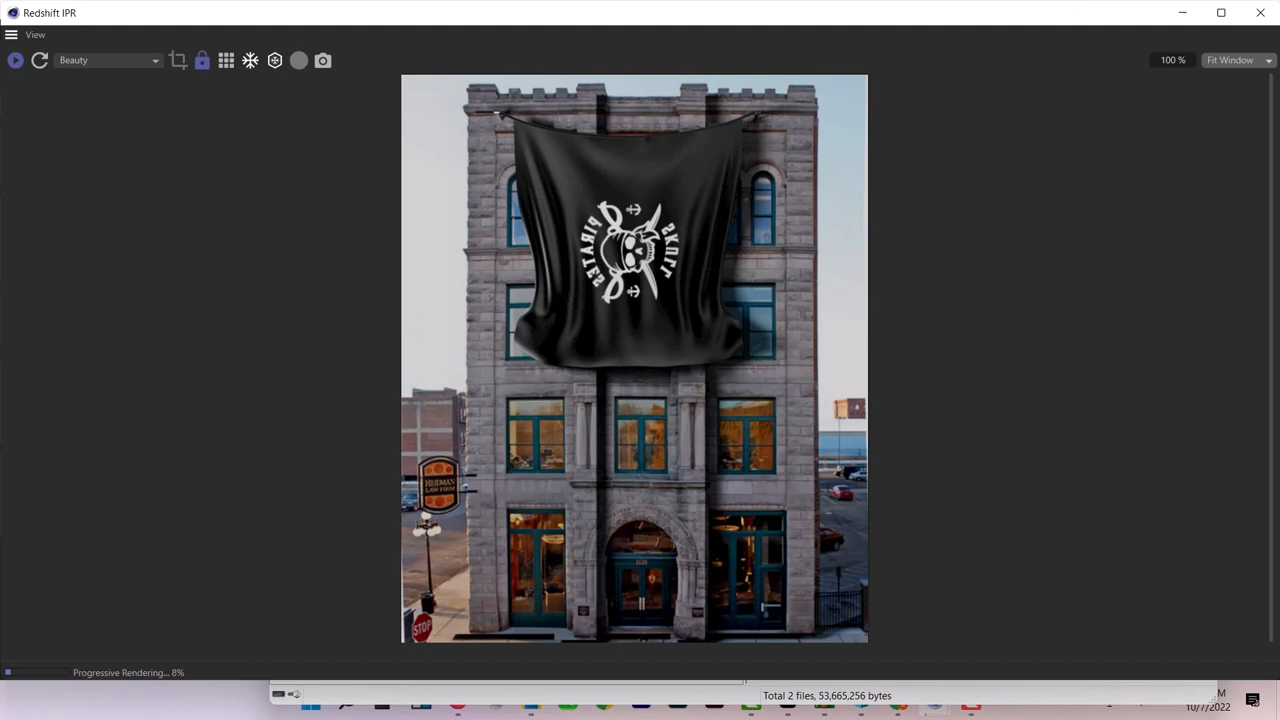 Redshift IPR
View
Beauty
100 %
Fit Window
PIRATES
SKULL
HEIDMAN
LAW FIRM
1128
STOP
Progressive Rendering... 8%
Total 2 files, 53,665,256 bytes
M
10/7/2022